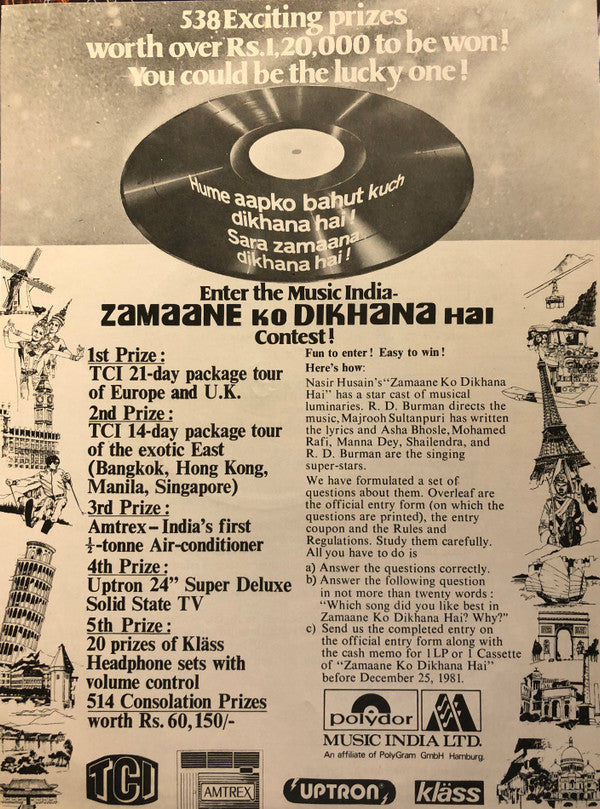 538 Exciting prizes
worth over Rs.1,20,000 to be won!
You could be the lucky one!
Hume aapko bahut kuch
dikhana hai!
Sara zamaana...
dikhana hai!
Enter the Music India-
ZAMAANE KO DIKHANA HAI
Contest!
1st Prize:
TCI 21-day package tour
of Europe and U.K.
2nd Prize:
TCI 14-day package tour
of the exotic East
(Bangkok, Hong Kong,
Manila, Singapore)
3rd Prize:
Amtrex-India's first
½-tonne Air-conditioner
4th Prize:
Uptron 24" Super Deluxe
Solid State TV
5th Prize:
20 prizes of Kläss
Headphone sets with
volume control
514 Consolation Prizes
worth Rs. 60,150/-
Fun to enter! Easy to win!
Here's how:
Nasir Husain's "Zamaane Ko Dikhana
Hai" has a star cast of musical
luminaries. R. D. Burman directs the
music, Majrooh Sultanpuri has written
the lyrics and Asha Bhosle, Mohamed
Rafi, Manna Dey, Shailendra, and
R. D. Burman are the singing
super-stars.
We have formulated a set of
questions about them. Overleaf are
the official entry form (on which the
questions are printed), the entry
coupon and the Rules and
Regulations. Study them carefully.
All you have to do is
a) Answer the questions correctly.
b) Answer the following question
in not more than twenty words:
"Which song did you like best in
Zamaane Ko Dikhana Hai? Why?"
c) Send us the completed entry on
the official entry form along with
the cash memo for 1 LP or 1 Cassette
of "Zamaane Ko Dikhana Hai"
before December 25, 1981.
polydor
MUSIC INDIA LTD.
An affiliate of PolyGram GmbH Hamburg.
TCI
AMTREX
UPTRON
kläss